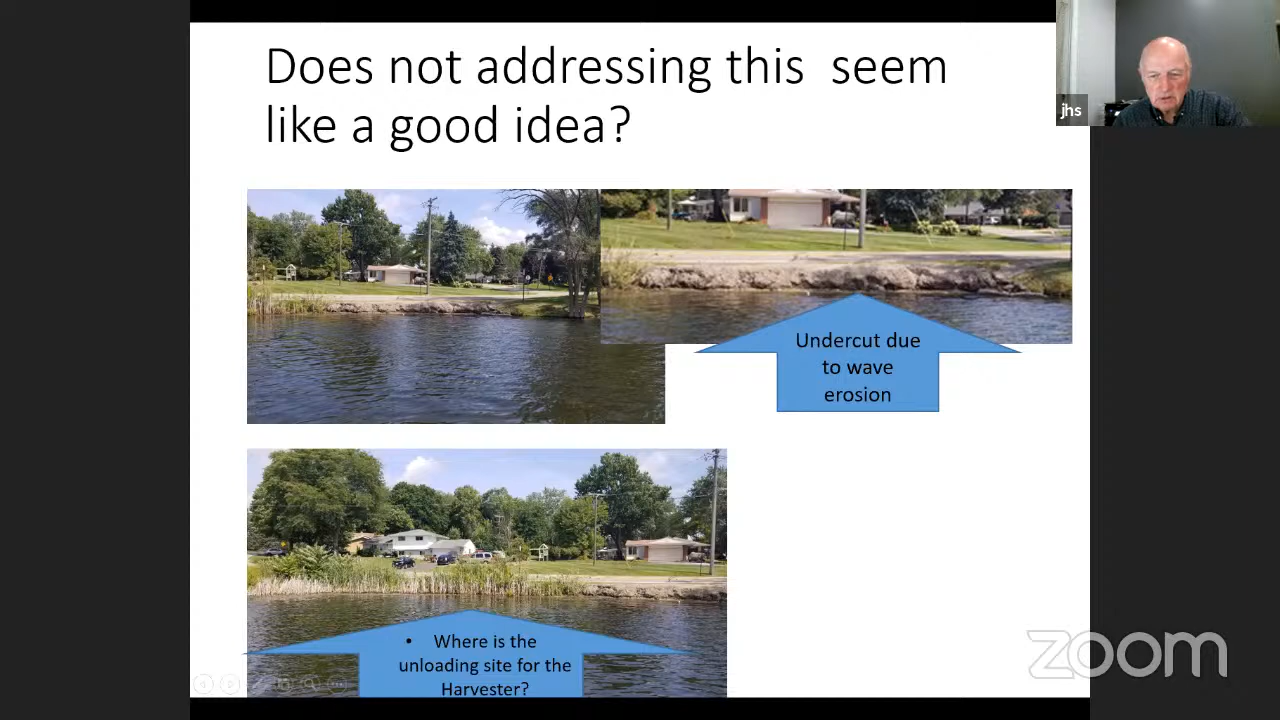 Does not addressing this  seem
like a good idea?
jhs
Undercut due
to wave
erosion
• Where is the
unloading site for the
Harvester?
zoom